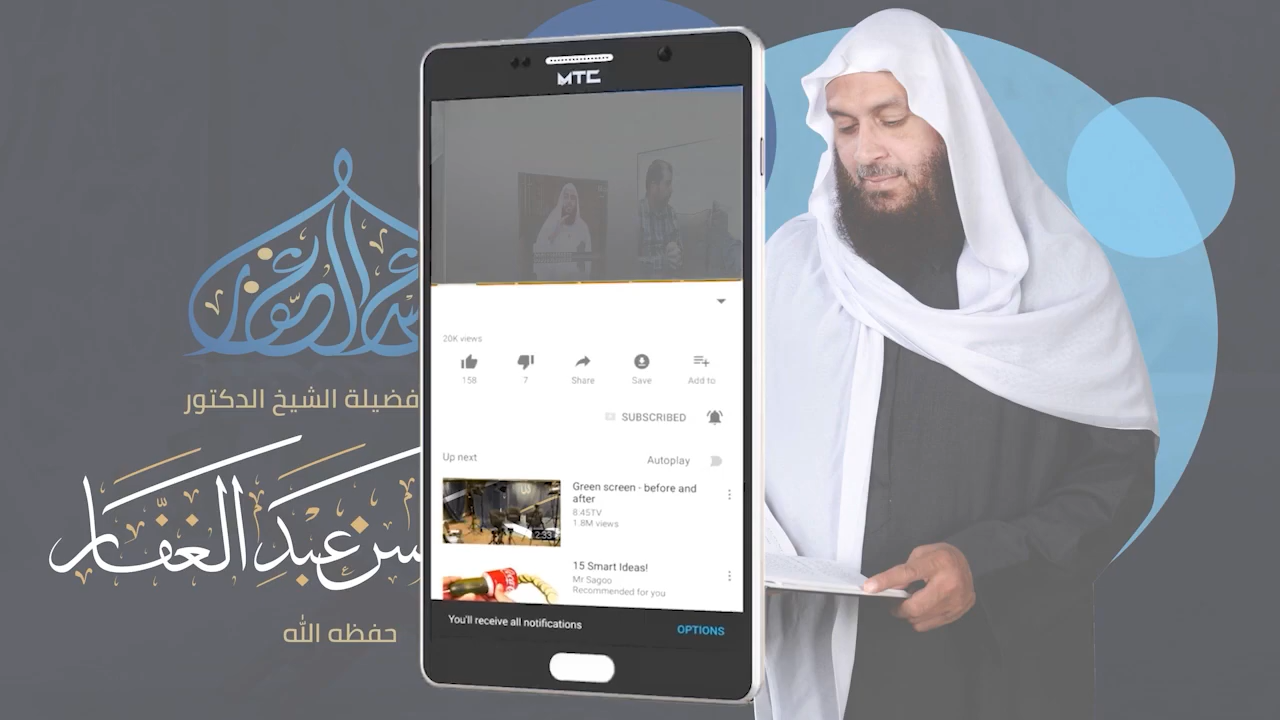 فضيلة الشيخ الدكتور
عبد الغفار
حفظه الله
MTC
20K views
158
7
Share
Save
Add to
SUBSCRIBED
Up next
Autoplay
Green screen - before and
after
8:45TV
1.8M views
2:33
15 Smart Ideas!
Mr Sagoo
Recommended for you
You'll receive all notifications
OPTIONS